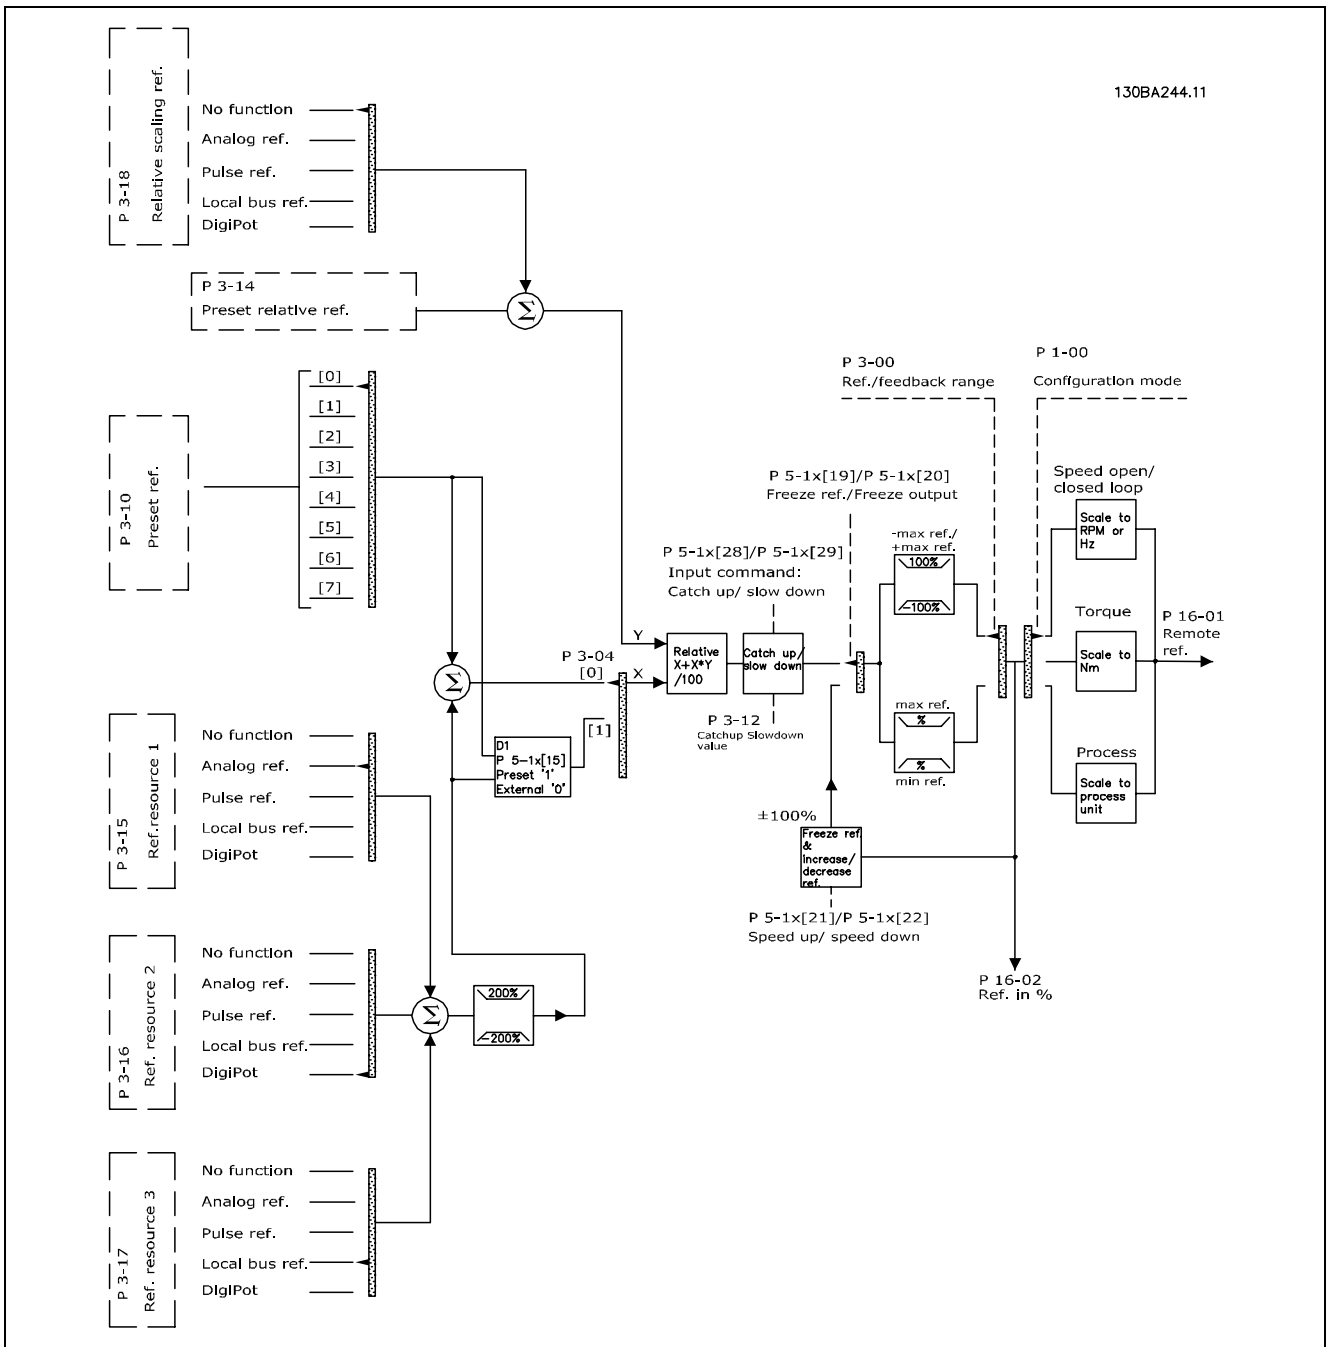 130BA244.11
P 3-18
Relative scaling ref.
No function
Analog ref.
Pulse ref.
Local bus ref.
DigiPot
P 3-14
Preset relative ref.
Σ
P 3-10
Preset ref.
[0]
[1]
[2]
[3]
[4]
[5]
[6]
[7]
P 3-00
Ref./feedback range
P 1-00
Configuration mode
P 5-1x[19]/P 5-1x[20]
Freeze ref./Freeze output
P 5-1x[28]/P 5-1x[29]
Input command:
Catch up/ slow down
Speed open/
closed loop
Scale to
RPM or
Hz
-max ref./
+max ref.
100%
-100%
Y
X
P 3-04
[0]
[1]
Relative
X+X*Y
/100
Catch up/
slow down
P 3-12
Catchup Slowdown
value
Σ
D1
P 5-1x[15]
Preset '1'
External '0'
max ref.
%
%
min ref.
Torque
Scale to
Nm
P 16-01
Remote
ref.
Process
Scale to
process
unit
±100%
Freeze ref.
&
increase/
decrease
ref.
P 5-1x[21]/P 5-1x[22]
Speed up/ speed down
P 16-02
Ref. in %
P 3-15
Ref.resource 1
No function
Analog ref.
Pulse ref.
Local bus ref.
DigiPot
P 3-16
Ref. resource 2
No function
Analog ref.
Pulse ref.
Local bus ref.
DigiPot
Σ
200%
-200%
P 3-17
Ref. resource 3
No function
Analog ref.
Pulse ref.
Local bus ref.
DigiPot